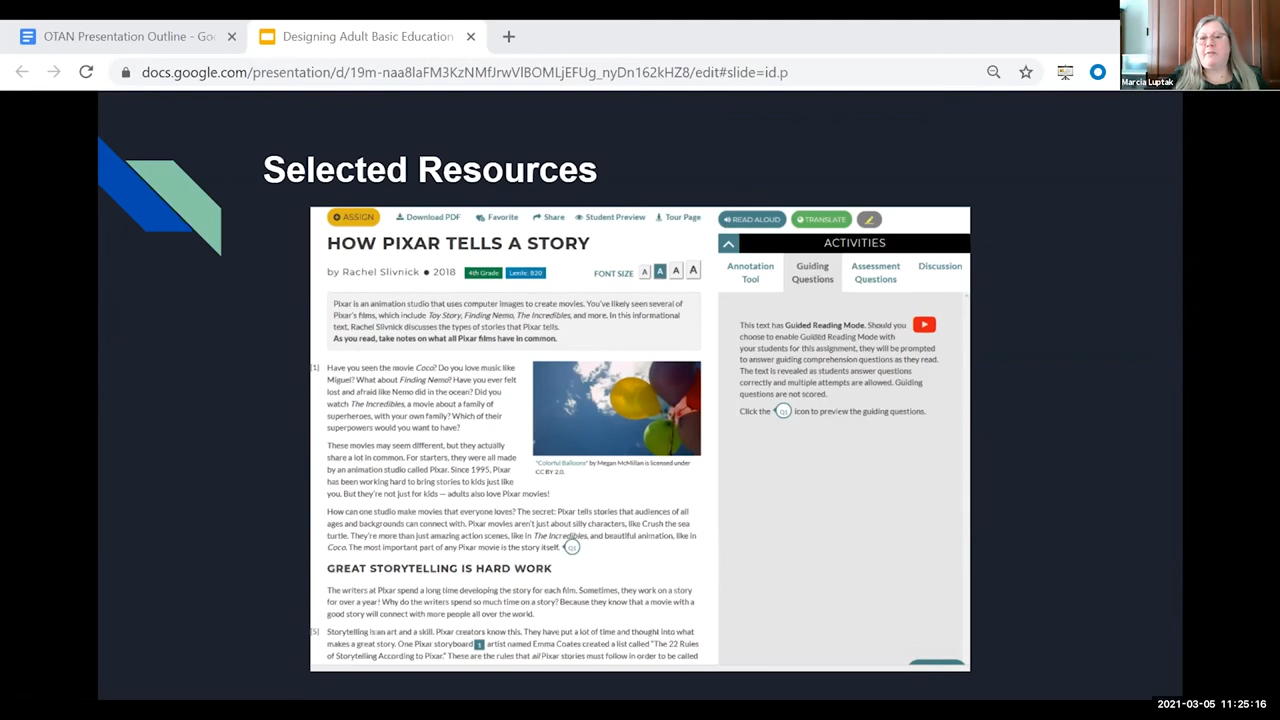 OTAN Presentation Outline - Goo
Designing Adult Basic Education
docs.google.com/presentation/d/19m-naa8laFM3KzNMfJrwVlBOMLjEFUg_nyDn162kHZ8/edit#slide=id.p
Marcia Luptak
Selected Resources
ASSIGN
Download PDF
Favorite
Share
Student Preview
Tour Page
READ ALOUD
TRANSLATE
HOW PIXAR TELLS A STORY
by Rachel Slivnick ● 2018
4th Grade
Lexile: 820
FONT SIZE A A A A
Pixar is an animation studio that uses computer images to create movies. You've likely seen several of
Pixar's films, which include Toy Story, Finding Nemo, The Incredibles, and more. In this informational
text, Rachel Slivnick discusses the types of stories that Pixar tells.
As you read, take notes on what all Pixar films have in common.
[1] Have you seen the movie Coco? Do you love music like
Miguel? What about Finding Nemo? Have you ever felt
lost and afraid like Nemo did in the ocean? Did you
watch The Incredibles, a movie about a family of
superheroes, with your own family? Which of their
superpowers would you want to have?
These movies may seem different, but they actually
share a lot in common. For starters, they were all made
by an animation studio called Pixar. Since 1995, Pixar
has been working hard to bring stories to kids just like
you. But they're not just for kids — adults also love Pixar movies!
"Colorful Balloons" by Megan McMillan is licensed under
CC BY 2.0.
How can one studio make movies that everyone loves? The secret: Pixar tells stories that audiences of all
ages and backgrounds can connect with. Pixar movies aren't just about silly characters, like Crush the sea
turtle. They're more than just amazing action scenes, like in The Incredibles, and beautiful animation, like in
Coco. The most important part of any Pixar movie is the story itself. Q1
GREAT STORYTELLING IS HARD WORK
The writers at Pixar spend a long time developing the story for each film. Sometimes, they work on a story
for over a year! Why do the writers spend so much time on a story? Because they know that a movie with a
good story will connect with more people all over the world.
[5] Storytelling is an art and a skill. Pixar creators know this. They have put a lot of time and thought into what
makes a great story. One Pixar storyboard 1 artist named Emma Coates created a list called "The 22 Rules
of Storytelling According to Pixar." These are the rules that all Pixar stories must follow in order to be called
ACTIVITIES
Annotation
Tool
Guiding
Questions
Assessment
Questions
Discussion
This text has Guided Reading Mode. Should you
choose to enable Guided Reading Mode with
your students for this assignment, they will be prompted
to answer guiding comprehension questions as they read.
The text is revealed as students answer questions
correctly and multiple attempts are allowed. Guiding
questions are not scored.
Click the Q1 icon to preview the guiding questions.
2021-03-05 11:25:16